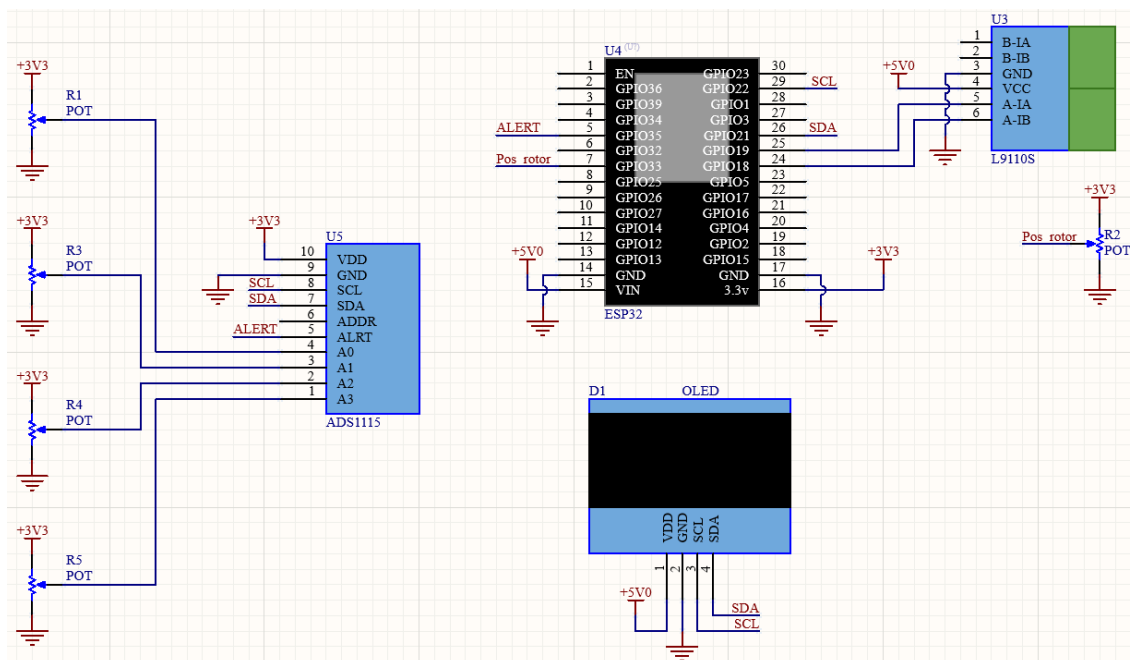 +3V3
R1
POT
+3V3
R3
POT
+3V3
R4
POT
+3V3
R5
POT
+3V3
U5
10 VDD
9 GND
SCL 8 SCL
SDA 7 SDA
6 ADDR
ALERT 5 ALRT
4 A0
3 A1
2 A2
1 A3
ADS1115
U4 (U?)
1 EN GPIO23 30
2 GPIO36 GPIO22 29 SCL
3 GPIO39 GPIO1 28
4 GPIO34 GPIO3 27
ALERT 5 GPIO35 GPIO21 26 SDA
6 GPIO32 GPIO19 25
Pos_rotor 7 GPIO33 GPIO18 24
8 GPIO25 GPIO5 23
9 GPIO26 GPIO17 22
10 GPIO27 GPIO16 21
11 GPIO14 GPIO4 20
12 GPIO12 GPIO2 19
13 GPIO13 GPIO15 18
14 GND GND 17
15 VIN 3.3v 16
+5V0
+3V3
ESP32
U3
1 B-IA
2 B-IB
3 GND
+5V0
4 VCC
5 A-IA
6 A-IB
L9110S
+3V3
Pos_rotor
R2
POT
D1 OLED
VDD
GND
SCL
SDA
1
2
3
4
+5V0
SDA
SCL